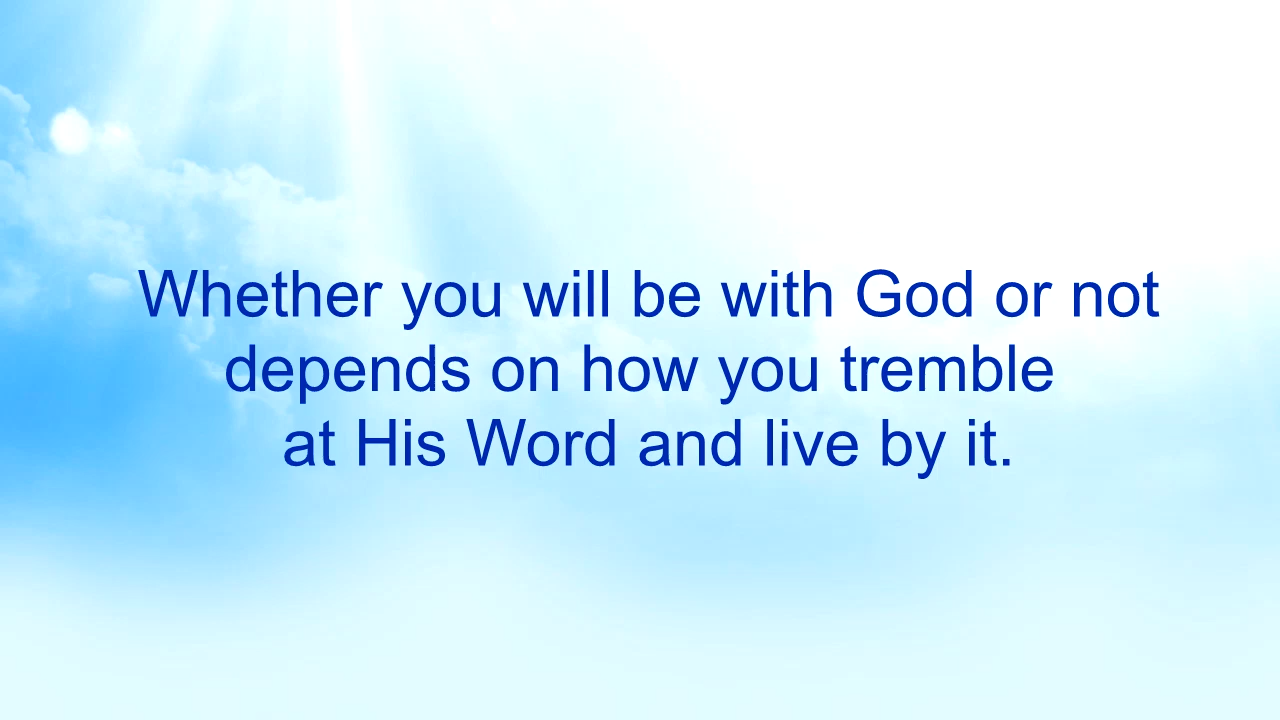 Whether you will be with God or not
depends on how you tremble
at His Word and live by it.